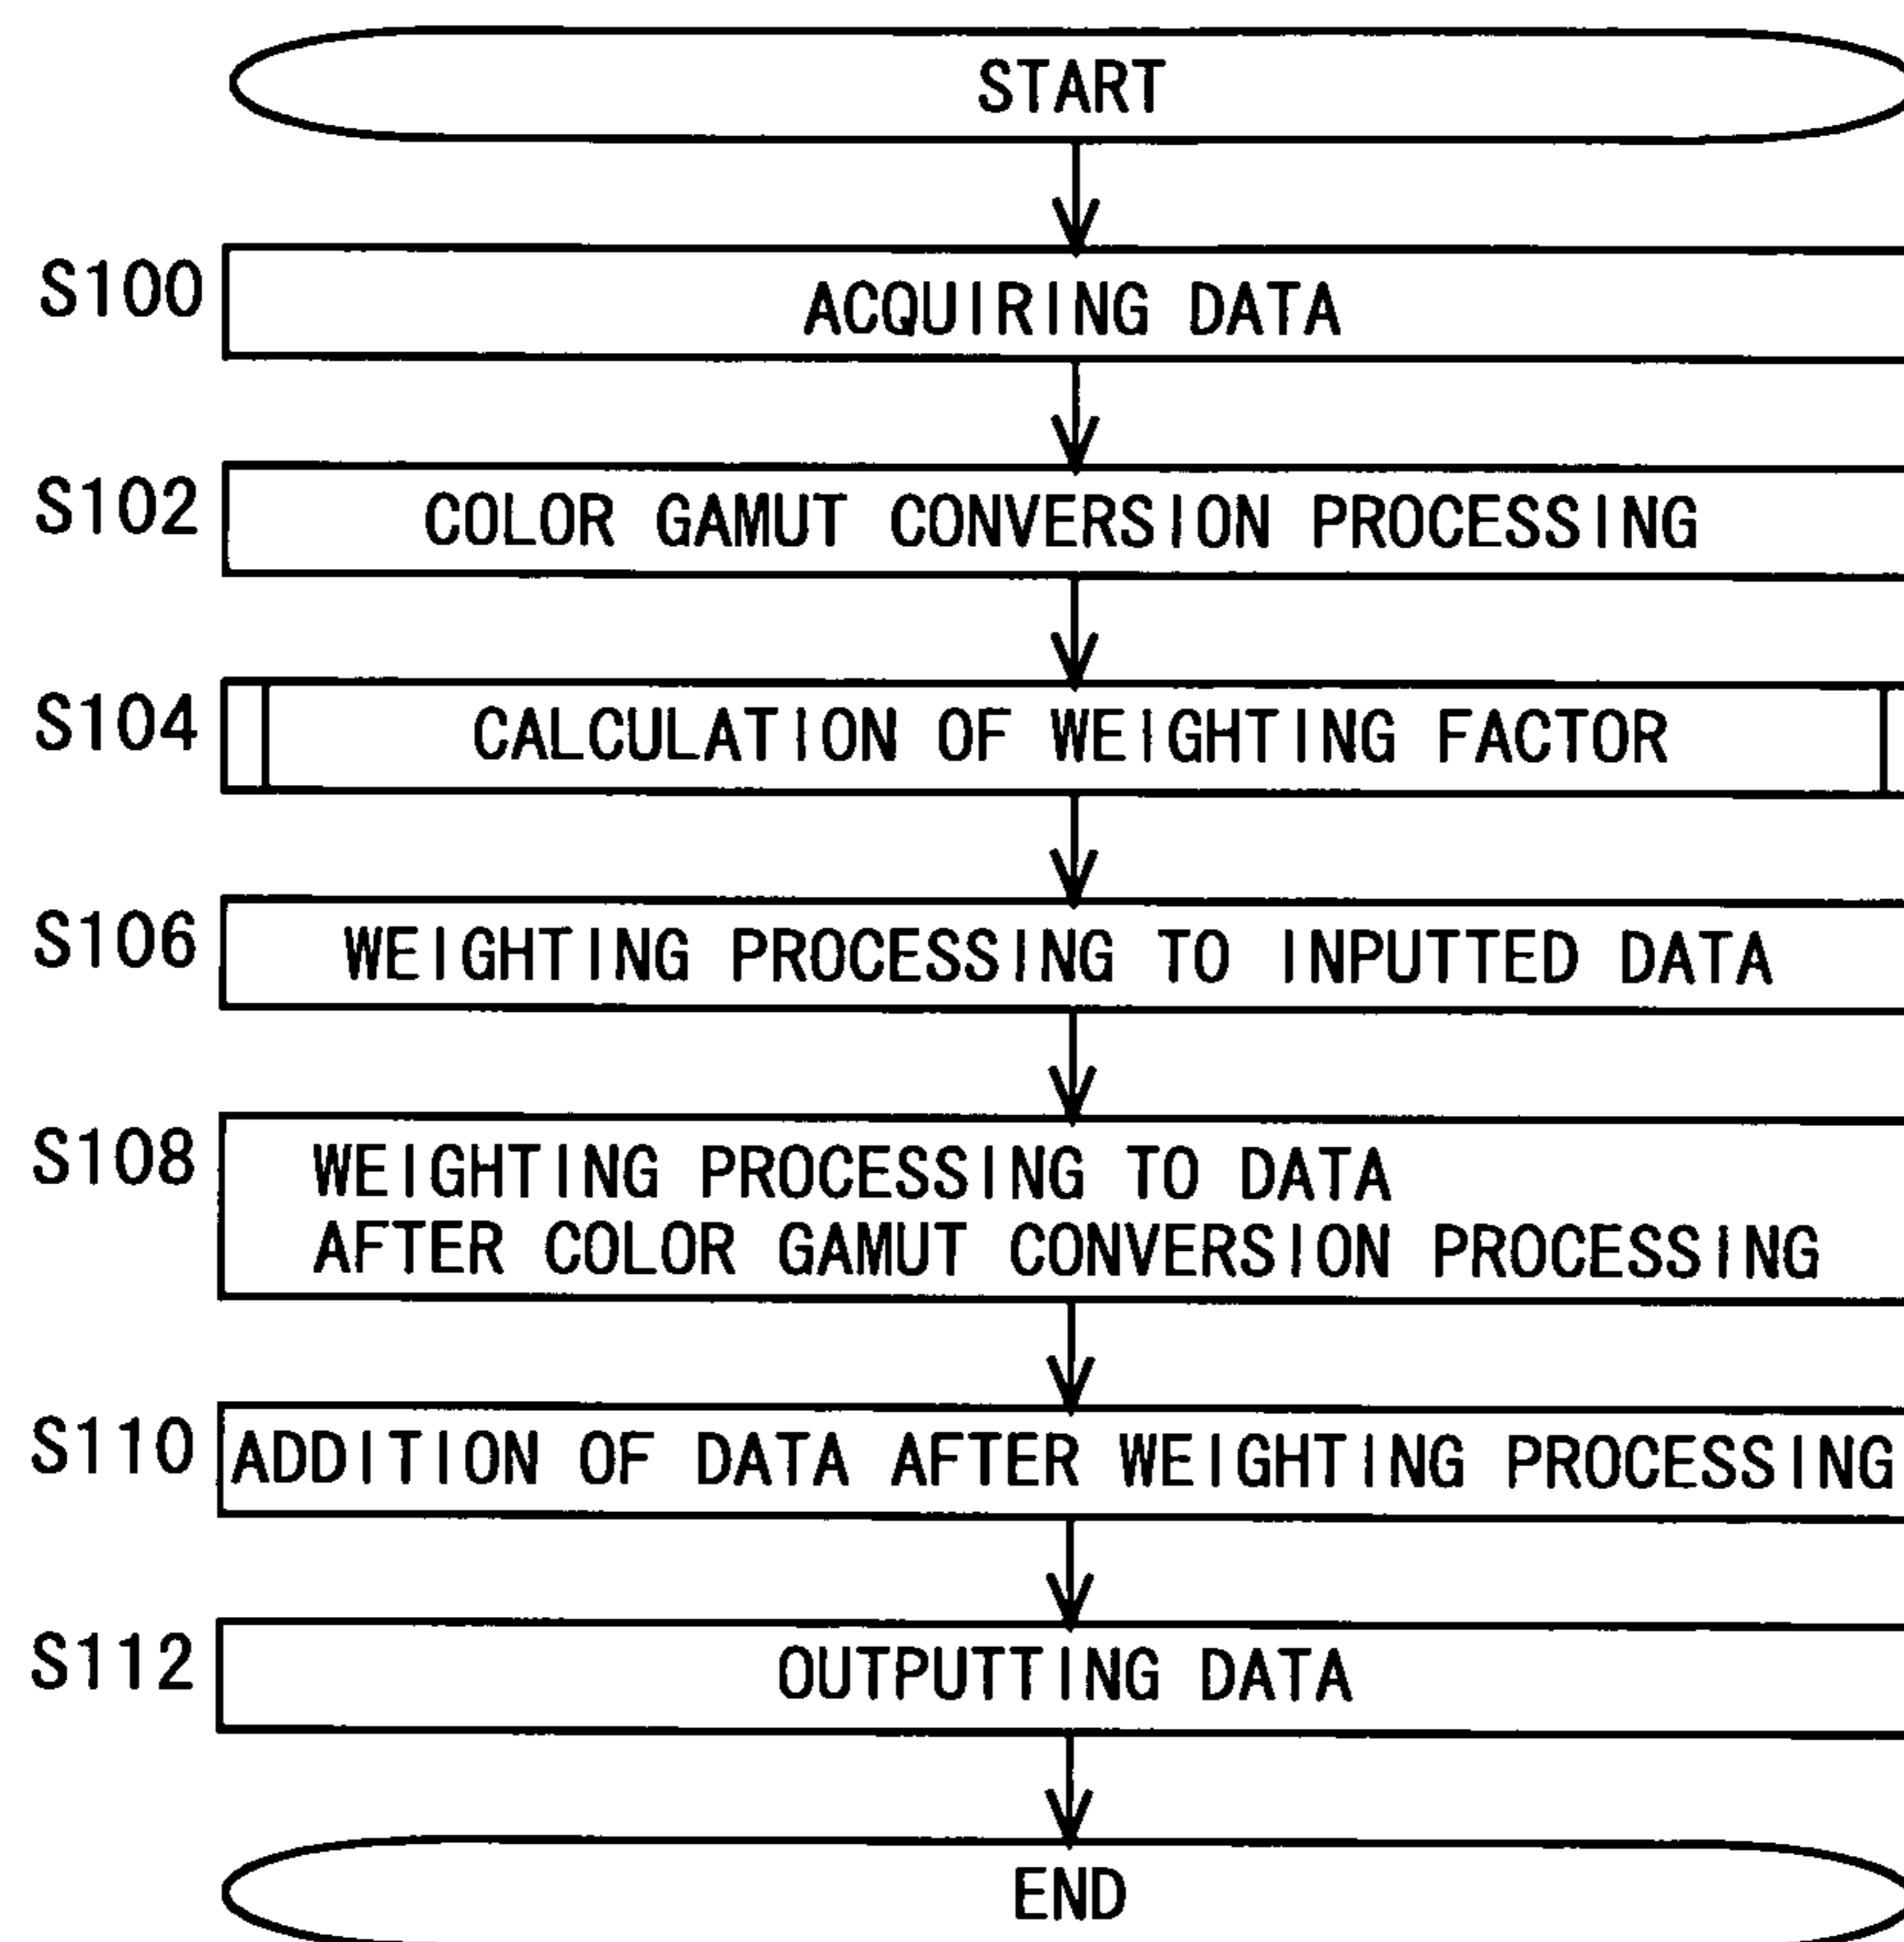 START
S100
ACQUIRING DATA
S102
COLOR GAMUT CONVERSION PROCESSING
S104
CALCULATION OF WEIGHTING FACTOR
S106
WEIGHTING PROCESSING TO INPUTTED DATA
S108
WEIGHTING PROCESSING TO DATA
AFTER COLOR GAMUT CONVERSION PROCESSING
S110
ADDITION OF DATA AFTER WEIGHTING PROCESSING
S112
OUTPUTTING DATA
END